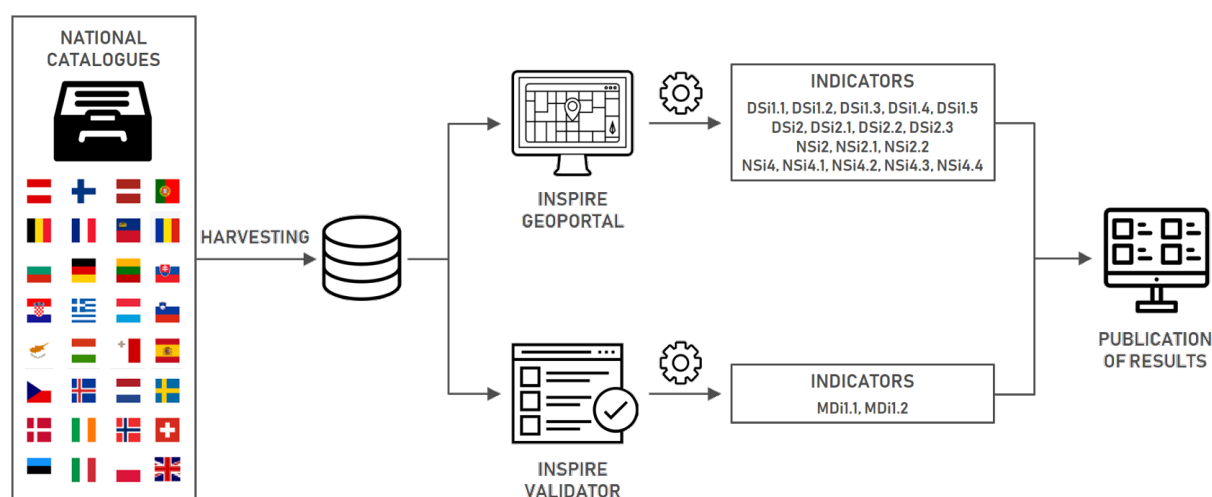 NATIONAL
CATALOGUES
HARVESTING
INSPIRE
GEOPORTAL
INDICATORS
DSi1.1, DSi1.2, DSi1.3, DSi1.4, DSi1.5
DSi2, DSi2.1, DSi2.2, DSi2.3
NSi2, NSi2.1, NSi2.2
NSi4, NSi4.1, NSi4.2, NSi4.3, NSi4.4
INSPIRE
VALIDATOR
INDICATORS
MDi1.1, MDi1.2
PUBLICATION
OF RESULTS